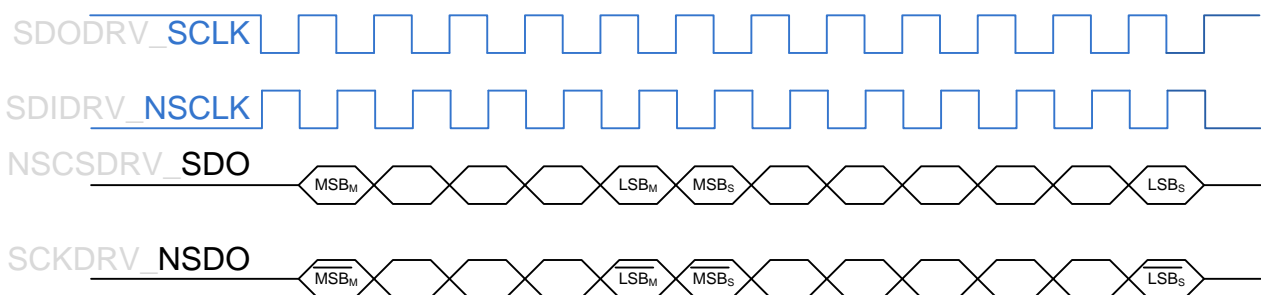 SDODRV_SCLK
SDIDRV_NSCLK
NSCSDRV_SDO
MSBM LSBM MSBS LSBS
SCKDRV_NSDO
MSBM LSBM MSBS LSBS